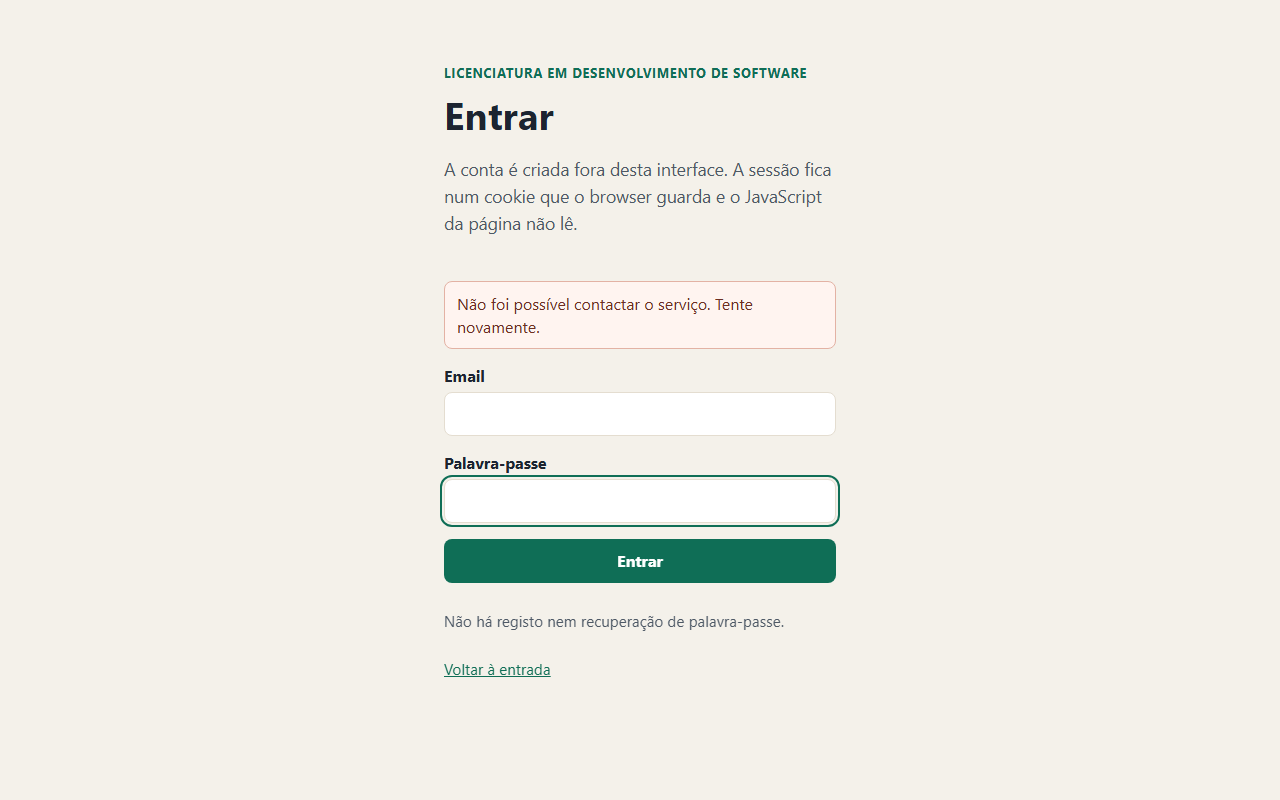 LICENCIATURA EM DESENVOLVIMENTO DE SOFTWARE
Entrar
A conta é criada fora desta interface. A sessão fica
num cookie que o browser guarda e o JavaScript
da página não lê.
Não foi possível contactar o serviço. Tente
novamente.
Email
Palavra-passe
Entrar
Não há registo nem recuperação de palavra-passe.
Voltar à entrada